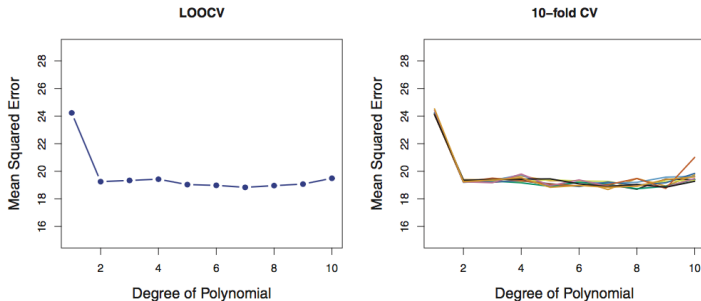 LOOCV
Mean Squared Error
28
26
24
22
20
18
16
2 4 6 8 10
Degree of Polynomial
10−fold CV
Mean Squared Error
28
26
24
22
20
18
16
2 4 6 8 10
Degree of Polynomial